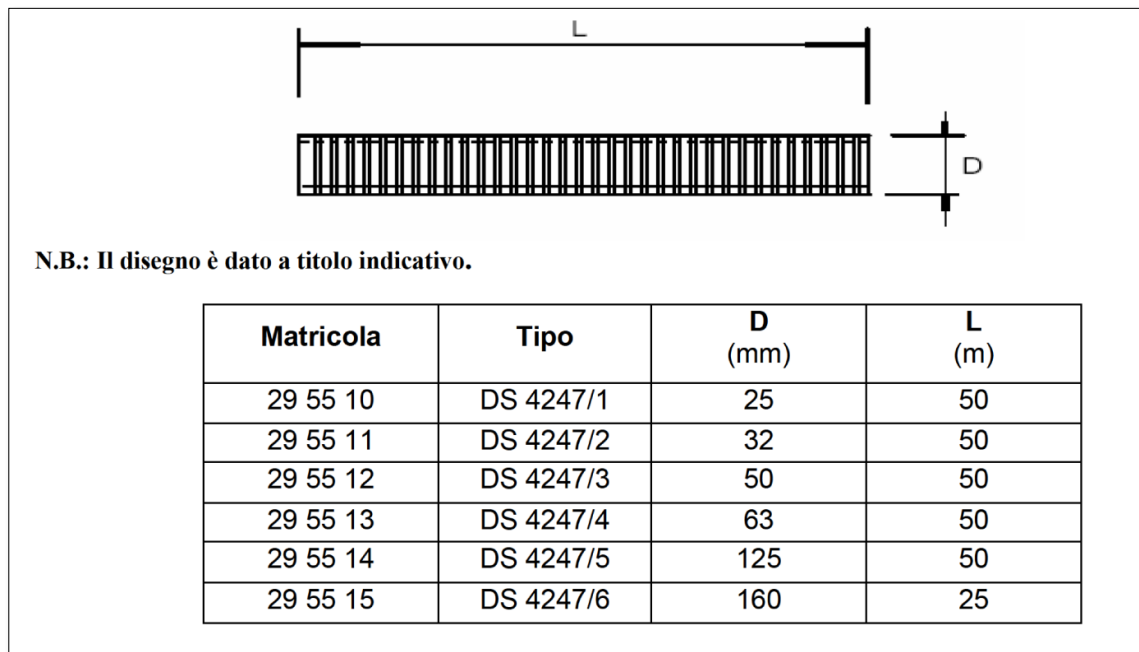 L
D
N.B.: Il disegno è dato a titolo indicativo.
Matricola Tipo D (mm) L (m)
29 55 10 DS 4247/1 25 50
29 55 11 DS 4247/2 32 50
29 55 12 DS 4247/3 50 50
29 55 13 DS 4247/4 63 50
29 55 14 DS 4247/5 125 50
29 55 15 DS 4247/6 160 25